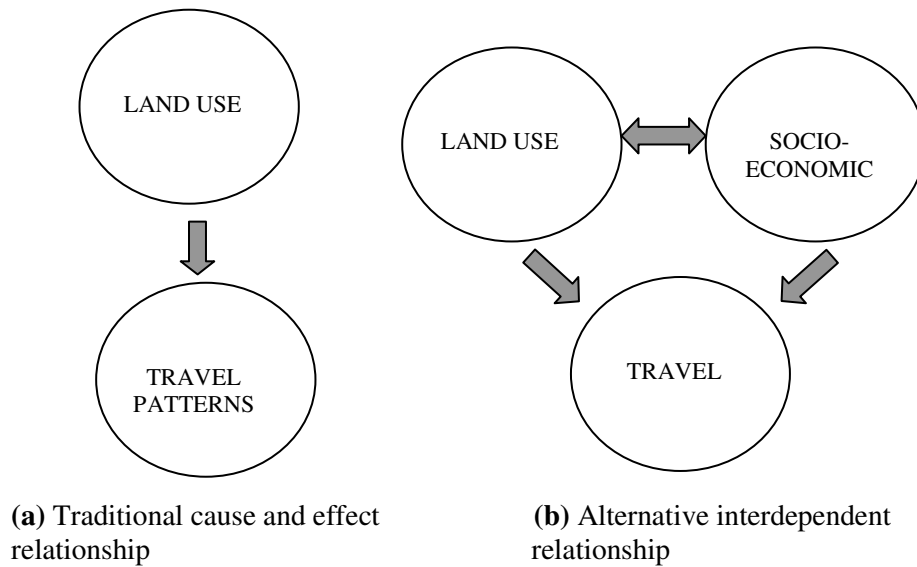 LAND USE
TRAVEL
PATTERNS
(a) Traditional cause and effect
relationship
LAND USE
SOCIO-
ECONOMIC
TRAVEL
(b) Alternative interdependent
relationship